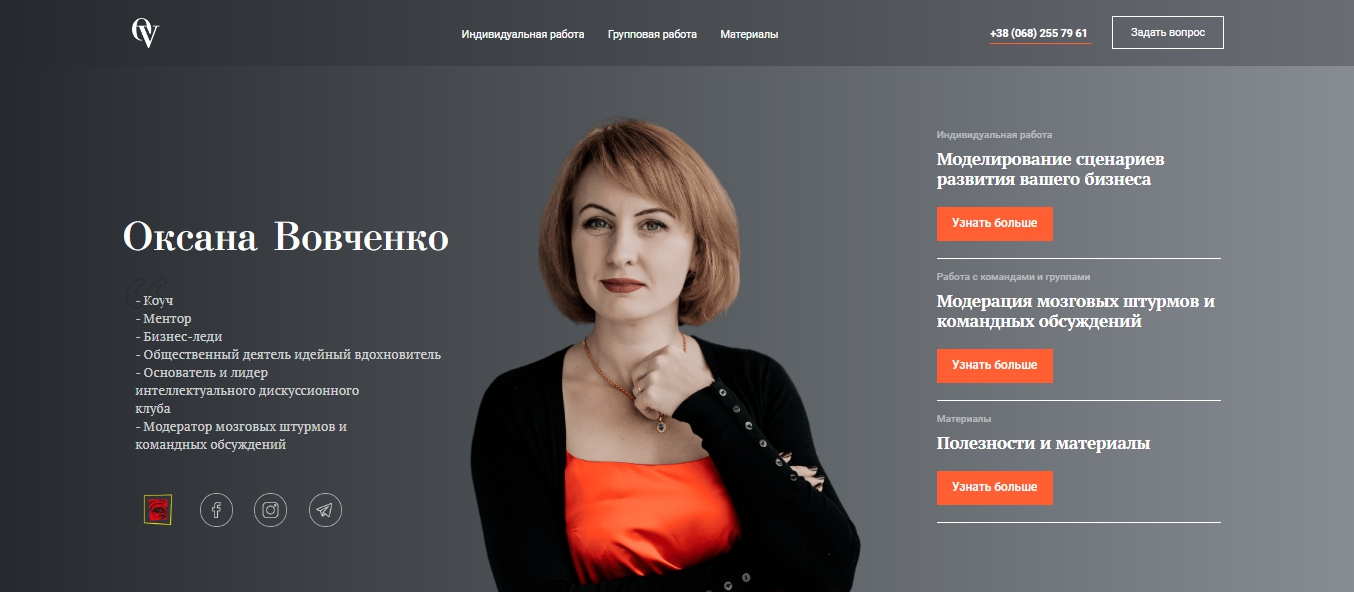 OV
Индивидуальная работа
Групповая работа
Материалы
+38 (068) 255 79 61
Задать вопрос
Оксана Вовченко
- Коуч
- Ментор
- Бизнес-леди
- Общественный деятель идейный вдохновитель
- Основатель и лидер
интеллектуального дискуссионного
клуба
- Модератор мозговых штурмов и
командных обсуждений
Индивидуальная работа
Моделирование сценариев
развития вашего бизнеса
Узнать больше
Работа с командами и группами
Модерация мозговых штурмов и
командных обсуждений
Узнать больше
Материалы
Полезности и материалы
Узнать больше